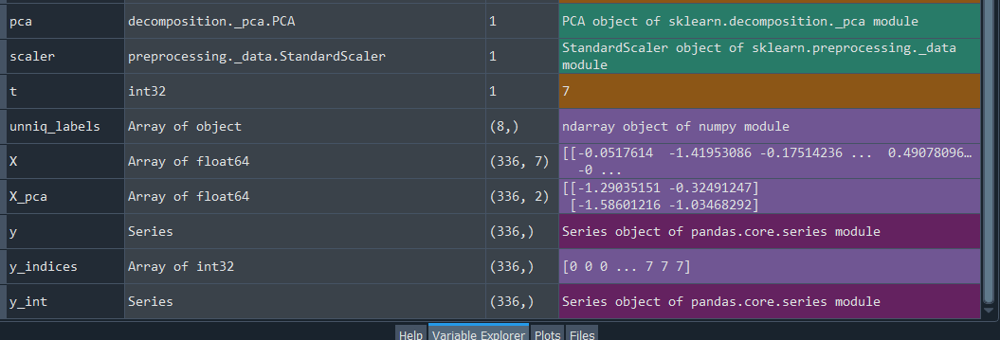 pca decomposition._pca.PCA 1 PCA object of sklearn.decomposition._pca module
scaler preprocessing._data.StandardScaler 1 StandardScaler object of sklearn.preprocessing._data
module
t int32 1 7
unniq_labels Array of object (8,) ndarray object of numpy module
X Array of float64 (336, 7) [[-0.0517614 -1.41953086 -0.17514236 ... 0.49078096…
-0 ...
X_pca Array of float64 (336, 2) [[-1.29035151 -0.32491247]
[-1.58601216 -1.03468292]
y Series (336,) Series object of pandas.core.series module
y_indices Array of int32 (336,) [0 0 0 ... 7 7 7]
y_int Series (336,) Series object of pandas.core.series module
Help Variable Explorer Plots Files